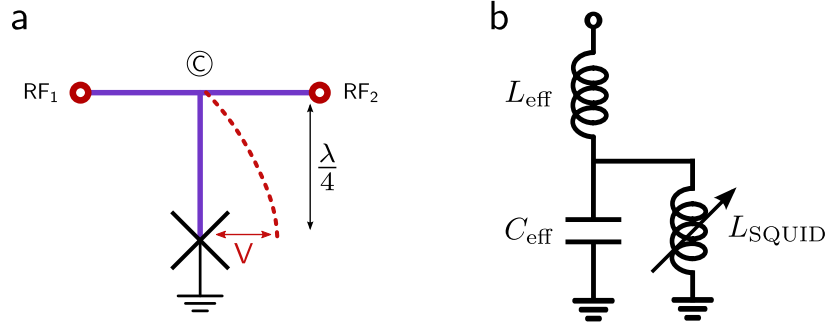 a
©
RF₁
RF₂
λ/4
V
b
L_eff
C_eff
L_SQUID